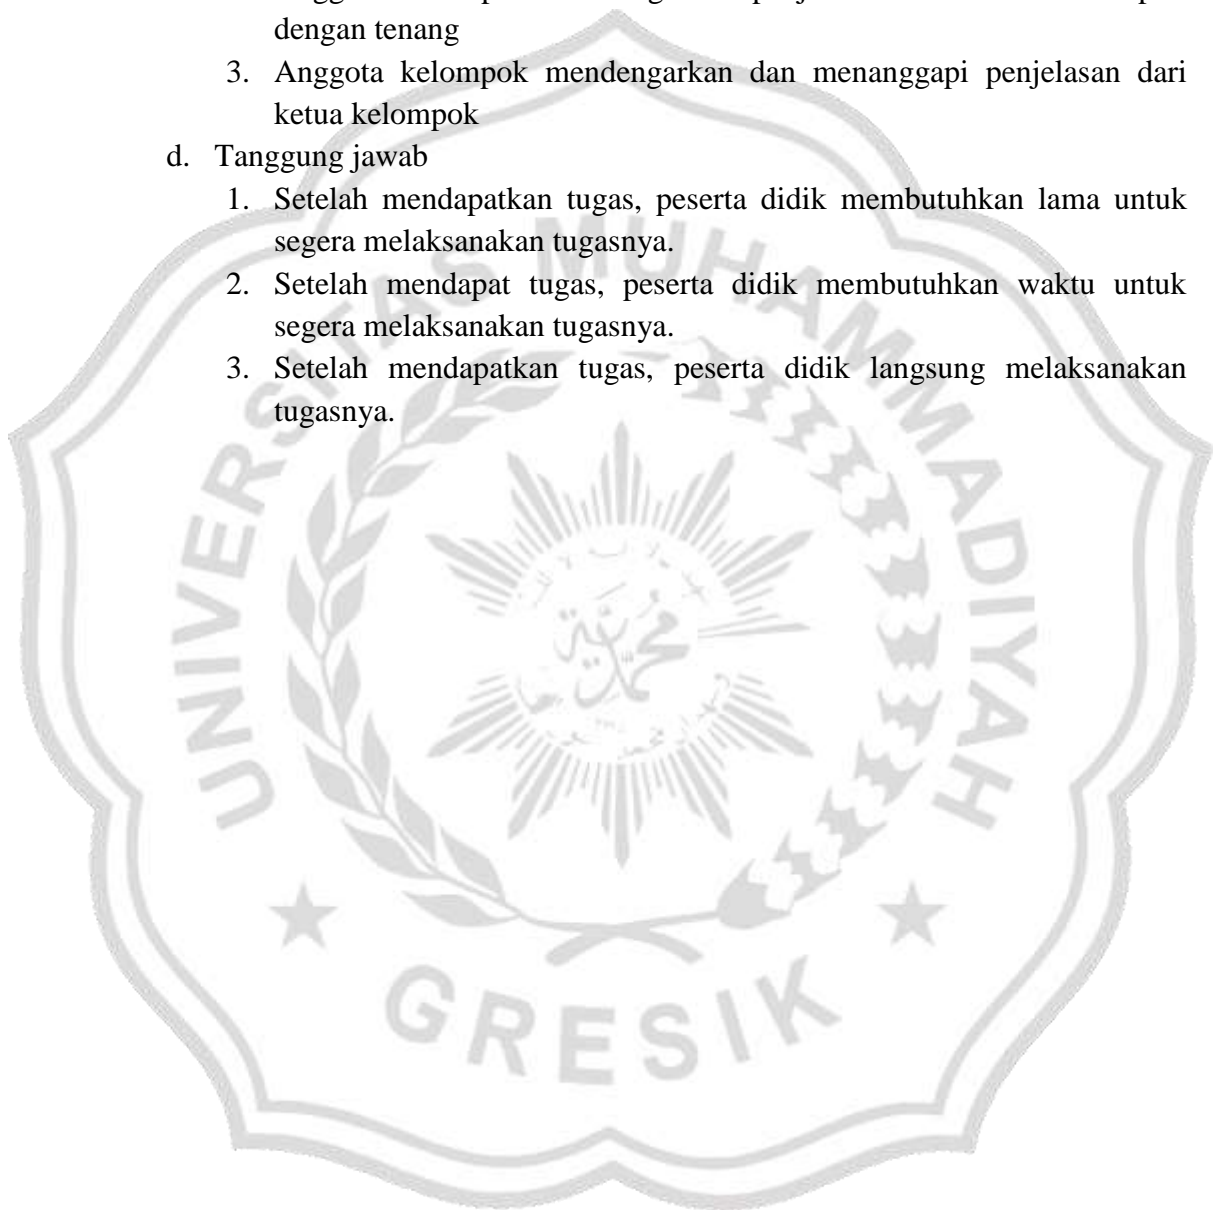 dengan tenang
3. Anggota kelompok mendengarkan dan menanggapi penjelasan dari
ketua kelompok
d. Tanggung jawab
1. Setelah mendapatkan tugas, peserta didik membutuhkan lama untuk
segera melaksanakan tugasnya.
2. Setelah mendapat tugas, peserta didik membutuhkan waktu untuk
segera melaksanakan tugasnya.
3. Setelah mendapatkan tugas, peserta didik langsung melaksanakan
tugasnya.
UNIVERSITAS MUHAMMADIYAH
محمدية
GRESIK